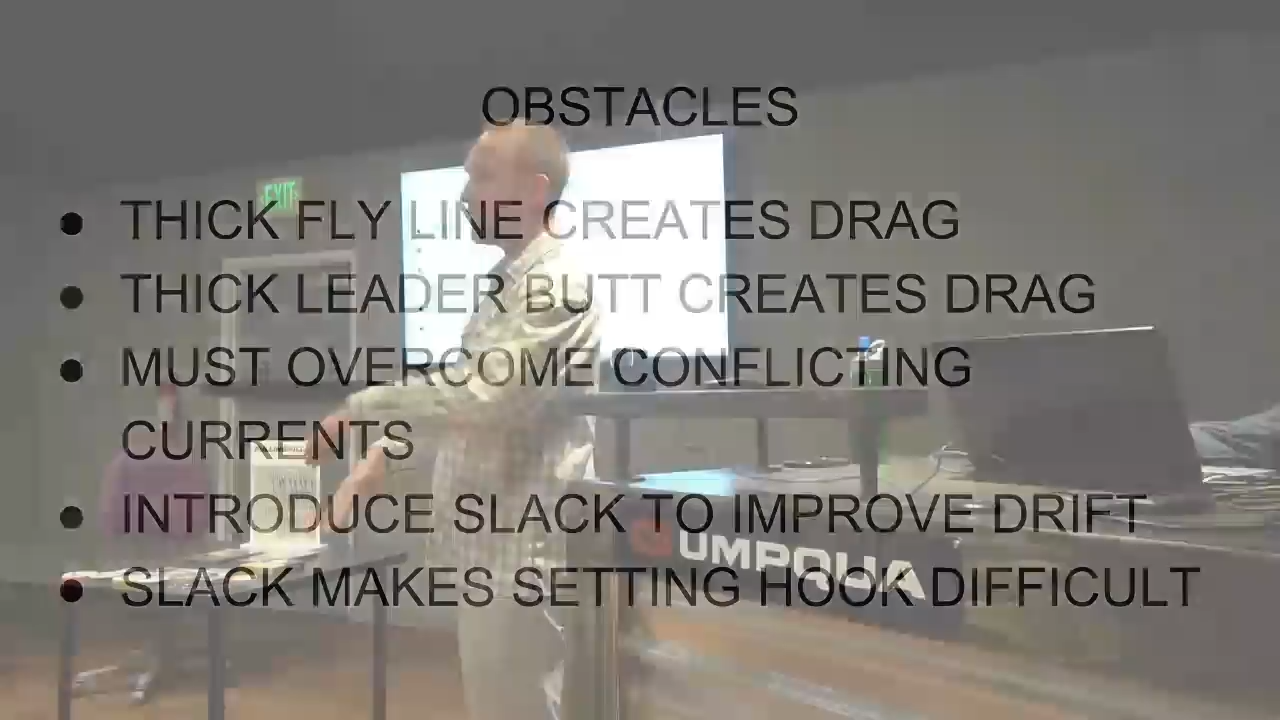 OBSTACLES
EXIT
• THICK FLY LINE CREATES DRAG
• THICK LEADER BUTT CREATES DRAG
• MUST OVERCOME CONFLICTING
CURRENTS
• INTRODUCE SLACK TO IMPROVE DRIFT
UMPQUA
• SLACK MAKES SETTING HOOK DIFFICULT